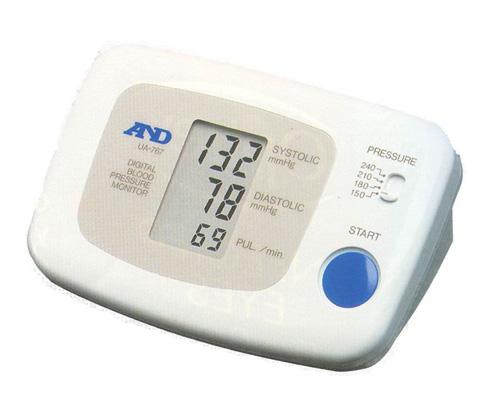 AND
UA-767
DIGITAL
BLOOD
PRESSURE
MONITOR
132
SYSTOLIC
mmHg
78
DIASTOLIC
mmHg
69
PUL./min.
PRESSURE
240
210
180
150
START